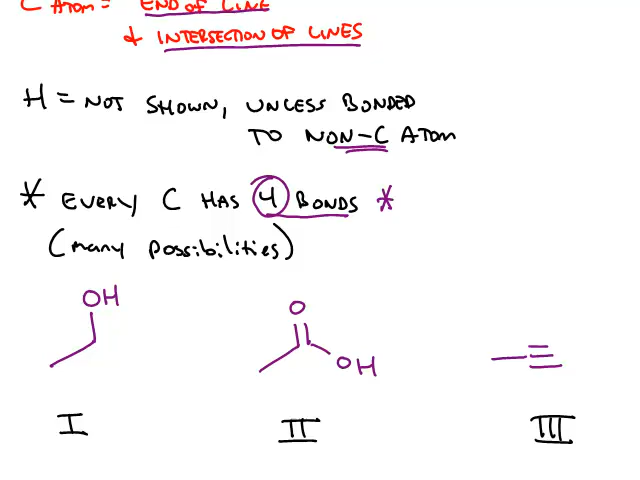 C ATOM = END OF LINE
& INTERSECTION OF LINES
H = NOT SHOWN, UNLESS BONDED
TO NON-C ATOM
* EVERY C HAS 4 BONDS *
(many possibilities)
OH
O
OH
I
II
III